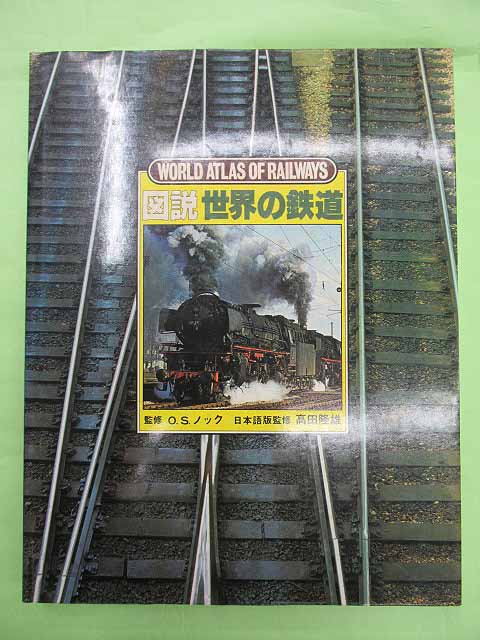 WORLD ATLAS OF RAILWAYS
図説 世界の鉄道
監修 O.S.ノック 日本語版監修 高田隆雄